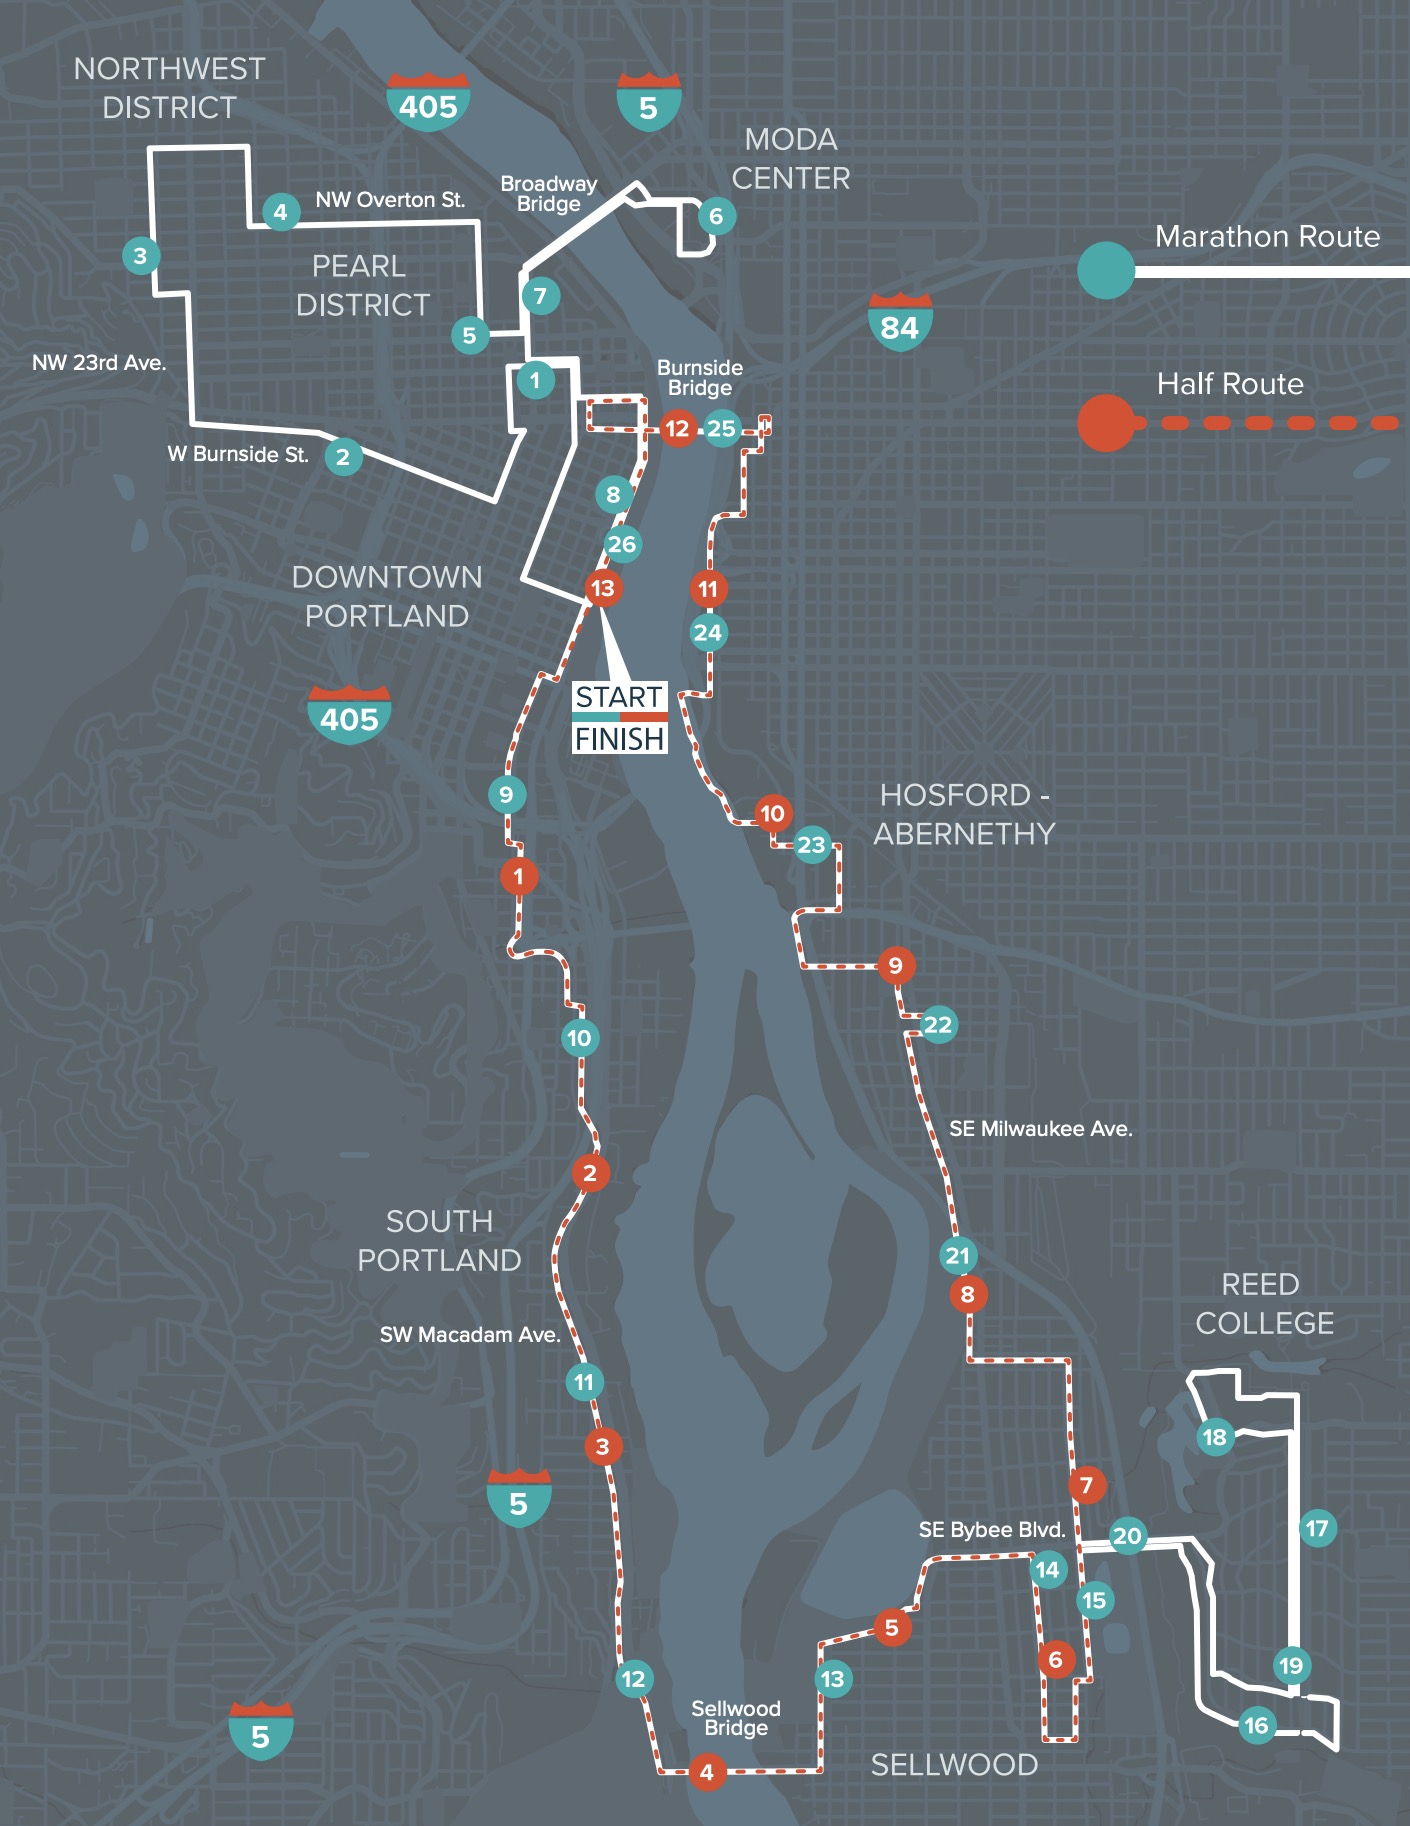 NORTHWEST
DISTRICT
405
5
MODA
CENTER
Broadway
Bridge
4
NW Overton St.
6
3
Marathon Route
PEARL
DISTRICT
7
84
5
NW 23rd Ave.
1
Burnside
Bridge
Half Route
W Burnside St.
2
12
25
8
26
DOWNTOWN
PORTLAND
13
11
24
405
START
FINISH
9
10
HOSFORD -
ABERNETHY
23
1
9
22
10
SE Milwaukee Ave.
2
SOUTH
PORTLAND
21
8
REED
COLLEGE
SW Macadam Ave.
11
3
18
5
7
17
SE Bybee Blvd.
20
14
15
5
6
12
13
19
Sellwood
Bridge
16
5
4
SELLWOOD